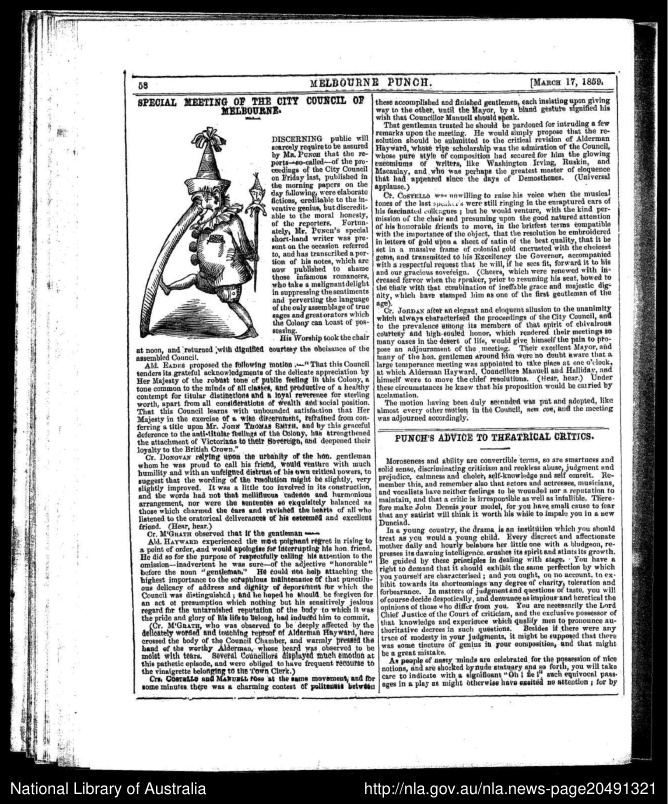 58
MELBOURNE PUNCH.
[MARCH 17, 1859.
SPECIAL MEETING OF THE CITY COUNCIL OF
MELBOURNE.
DISCERNING public will
scarcely require to be assured
by MR. PUNCH that the re-
ports—so-called—of the pro-
ceedings of the City Council
on Friday last, published in
the morning papers on the
day following, were elaborate
fictions, creditable to the in-
ventive genius, but discredit-
able to the moral honesty,
of the reporters. Fortun-
ately, Mr. PUNCH's special
short-hand writer was pre-
sent on the occasion referred
to, and has transcribed a por-
tion of his notes, which are
now published to shame
those infamous romancers,
who take a malignant delight
in suppressing the sentiments
and perverting the language
of the only assemblage of true
sages and great orators which
the Colony can boast of pos-
sessing.
His Worship took the chair
at noon, and returned with dignified courtesy the obeisance of the
assembled Council.
Ald. EADES proposed the following motion :—"That this Council
tenders its grateful acknowledgments of the delicate appreciation by
Her Majesty of the robust tone of public feeling in this Colony, a
tone common to the minds of all classes, and productive of a healthy
contempt for titular distinctions and a loyal reverence for sterling
worth, apart from all considerations of wealth and social position.
That this Council learns with unbounded satisfaction that Her
Majesty in the exercise of a wise discernment, refrained from con-
ferring a title upon Mr. JOHN THOMAS SMITH, and by this graceful
deference to the anti-titular feelings of the Colony, has strengthened
the attachment of Victorians to their Sovereign, and deepened their
loyalty to the British Crown."
Cr. DONOVAN relying upon the urbanity of the hon. gentleman
whom he was proud to call his friend, would venture with much
humility and with an unfeigned distrust of his own critical powers, to
suggest that the wording of the resolution might be slightly, very
slightly improved. It was a little too involved in its construction,
and the words had not that mellifluous cadence and harmonious
arrangement, nor were the sentences so exquisitely balanced as
those which charmed the ears and ravished the hearts of all who
listened to the oratorical deliverances of his esteemed and excellent
friend. (Hear, hear.)
Cr. M'GRATH observed that if the gentleman ——
Ald. HAYWARD experienced the most poignant regret in rising to
a point of order, and would apologise for interrupting his hon. friend.
He did so for the purpose of respectfully calling his attention to the
omission—inadvertent he was sure—of the adjective "honorable"
before the noun "gentleman." He could not help attaching the
highest importance to the scrupulous maintenance of that punctili-
ous delicacy of address and dignity of deportment for which the
Council was distinguished ; and he hoped he should be forgiven for
an act of presumption which nothing but his sensitively jealous
regard for the untarnished reputation of the body to which it was
the pride and glory of his life to belong, had induced him to commit.
(Cr. M'GRATH, who was observed to be deeply affected by the
delicately worded and touching reproof of Alderman Hayward, here
crossed the body of the Council Chamber, and warmly pressed the
hand of the worthy Alderman, whose beard was observed to be
moist with tears. Several Councillors displayed much emotion at
this pathetic episode, and were obliged to have frequent recourse to
the vinaigrette belonging to the Town Clerk.)
Crs. COSTELLO and MANUELL rose at the same movement, and for
some minutes there was a charming contest of politeness between
these accomplished and finished gentlemen, each insisting upon giving
way to the other, until the Mayor, by a bland gesture signified his
wish that Councillor Manuell should speak.
That gentleman trusted he should be pardoned for intruding a few
remarks upon the meeting. He would simply propose that the re-
solution should be submitted to the critical revision of Alderman
Hayward, whose ripe scholarship was the admiration of the Council,
whose pure style of composition had secured for him the glowing
encomiums of writers, like Washington Irving, Ruskin, and
Macaulay, and who was perhaps the greatest master of eloquence
that had appeared since the days of Demosthenes. (Universal
applause.)
Cr. COSTELLO was unwilling to raise his voice when the musical
tones of the last speaker's were still ringing in the enraptured ears of
his fascinated colleagues ; but he would venture, with the kind per-
mission of the chair and presuming upon the good natured attention
of his honorable friends to move, in the briefest terms compatible
with the importance of the object, that the resolution be embroidered
in letters of gold upon a sheet of satin of the best quality, that it be
set in a massive frame of colonial gold encrusted with the choicest
gems, and transmitted to his Excellency the Governor, accompanied
with a respectful request that he will, if he sees fit, forward it to his
and our gracious sovereign. (Cheers, which were renewed with in-
creased fervor when the speaker, prior to resuming his seat, bowed to
the chair with that combination of ineffable grace and majestic dig-
nity, which have stamped him as one of the first gentleman of the
age).
Cr. JORDAN after an elegant and eloquent allusion to the unanimity
which always characterised the proceedings of the City Council, and
to the prevalence among its members of that spirit of chivalrous
courtesy and high-souled honor, which rendered their meetings so
many oases in the desert of life, would give himself the pain to pro-
pose an adjournment of the meeting. Their excellent Mayor, and
many of the hon. gentlemen around him were no doubt aware that a
large temperance meeting was appointed to take place at one o'clock,
at which Alderman Hayward, Councillors Manuell and Halliday, and
himself were to move the chief resolutions. (Hear, hear.) Under
these circumstances he knew that his proposition would be carried by
acclamation.
The motion having been duly seconded was put and adopted, like
almost every other motion in the Council, nem con, and the meeting
was adjourned accordingly.
PUNCH'S ADVICE TO THEATRICAL CRITICS.
Moroseness and ability are convertible terms, so are smartness and
solid sense, discriminating criticism and reckless abuse, judgment and
prejudice, calmness and choler, self-knowledge and self conceit. Re-
member this, and remember also that actors and actresses, musicians,
and vocalists have neither feelings to be wounded nor a reputation to
maintain, and that a critic is irresponsible as well as infallible. There-
fore make John Dennis your model, for you have small cause to fear
that any satirist will think it worth his while to impale you in a new
Dunciad.
In a young country, the drama is an institution which you should
treat as you would a young child. Every discreet and affectionate
mother daily and hourly belabors her little one with a bludgeon, re-
presses its dawning intelligence, crushes its spirit and stints its growth.
Be guided by these principles in dealing with stage. You have a
right to demand that it should exhibit the same perfection by which
you yourself are characterised ; and you ought, on no account, to ex-
hibit towards its shortcomings any degree of charity, toleration and
forbearance. In matters of judgment and questions of taste, you will
of course decide despotically, and denounce as impious and heretical the
opinions of those who differ from you. You are necessarily the Lord
Chief Justice of the Court of criticism, and the exclusive possessor of
that knowledge and experience which qualify men to pronounce au-
thoritative decrees in such questions. Besides if there were any
trace of modesty in your judgments, it might be supposed that there
was some tincture of genius in your composition, and that might
be a great mistake.
As people of nasty minds are celebrated for the possession of nice
notions, and are shocked by nude statuary and so forth, you will take
care to indicate with a significant "Oh ! fie !" such equivocal pass-
ages in a play as might otherwise have excited no attention ; for by
National Library of Australia
http://nla.gov.au/nla.news-page20491321